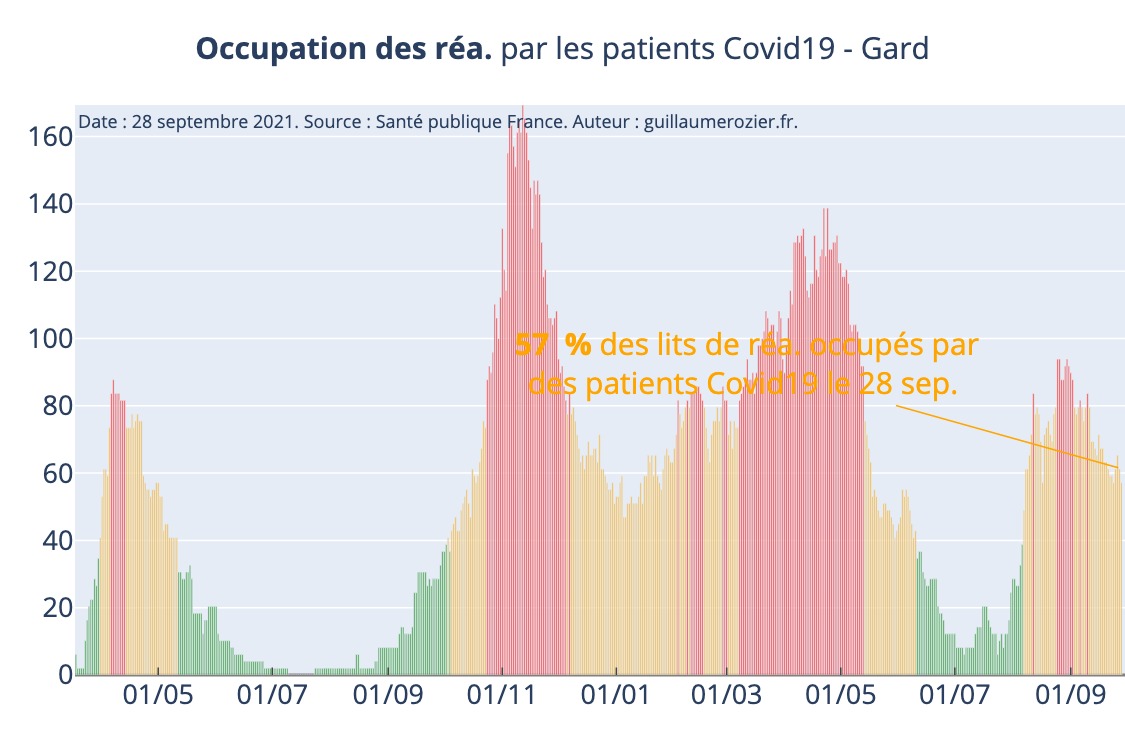 Occupation des réa. par les patients Covid19 - Gard
Date : 28 septembre 2021. Source : Santé publique France. Auteur : guillaumerozier.fr.
160
140
120
100
80
60
40
20
0
57 % des lits de réa. occupés par
des patients Covid19 le 28 sep.
01/05 01/07 01/09 01/11 01/01 01/03 01/05 01/07 01/09